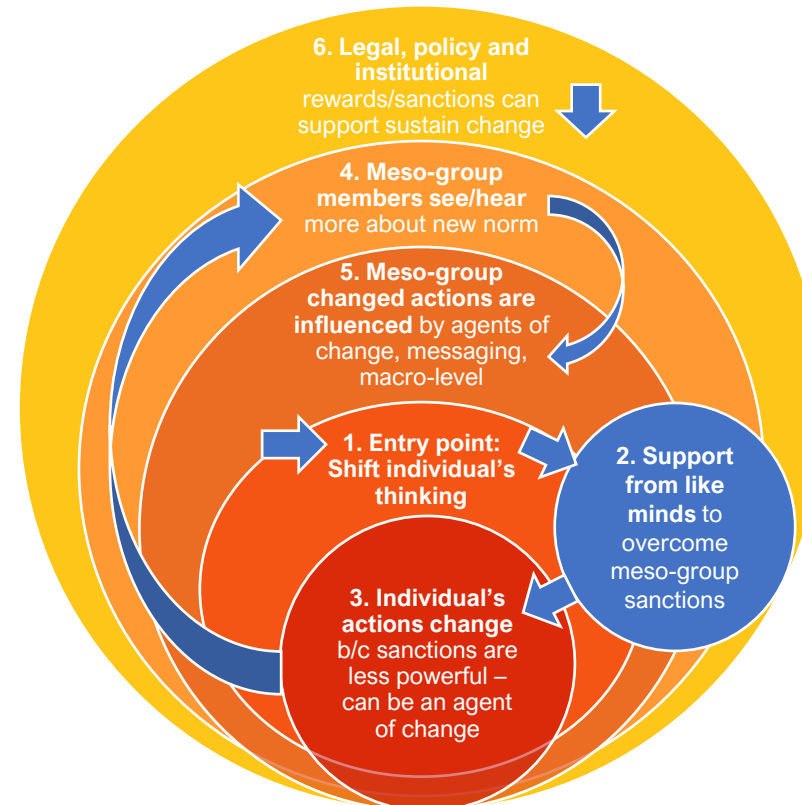 6. Legal, policy and
institutional
rewards/sanctions can
support sustain change
4. Meso-group
members see/hear
more about new norm
5. Meso-group
changed actions are
influenced by agents of
change, messaging,
macro-level
1. Entry point:
Shift individual's
thinking
2. Support
from like
minds to
overcome
meso-group
sanctions
3. Individual's
actions change
b/c sanctions are
less powerful –
can be an agent
of change